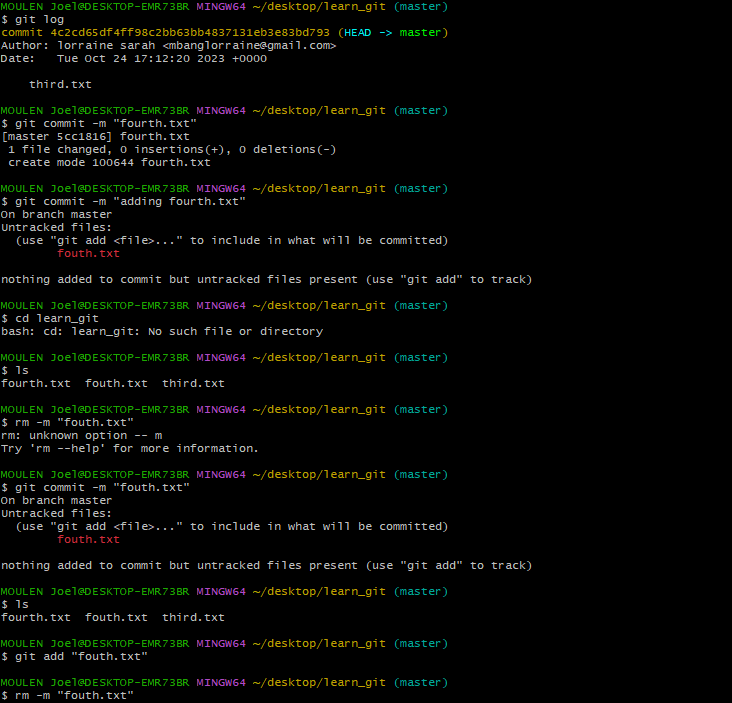 MOULEN Joel@DESKTOP-EMR73BR MINGW64 ~/desktop/learn_git (master)
$ git log
commit 4c2cd65df4ff98c2bb63bb4837131eb3e83bd793 (HEAD -> master)
Author: lorraine sarah <mbanglorraine@gmail.com>
Date:   Tue Oct 24 17:12:20 2023 +0000

    third.txt

MOULEN Joel@DESKTOP-EMR73BR MINGW64 ~/desktop/learn_git (master)
$ git commit -m "fourth.txt"
[master 5cc1816] fourth.txt
 1 file changed, 0 insertions(+), 0 deletions(-)
 create mode 100644 fourth.txt

MOULEN Joel@DESKTOP-EMR73BR MINGW64 ~/desktop/learn_git (master)
$ git commit -m "adding fourth.txt"
On branch master
Untracked files:
  (use "git add <file>..." to include in what will be committed)
        fouth.txt

nothing added to commit but untracked files present (use "git add" to track)

MOULEN Joel@DESKTOP-EMR73BR MINGW64 ~/desktop/learn_git (master)
$ cd learn_git
bash: cd: learn_git: No such file or directory

MOULEN Joel@DESKTOP-EMR73BR MINGW64 ~/desktop/learn_git (master)
$ ls
fourth.txt  fouth.txt  third.txt

MOULEN Joel@DESKTOP-EMR73BR MINGW64 ~/desktop/learn_git (master)
$ rm -m "fouth.txt"
rm: unknown option -- m
Try 'rm --help' for more information.

MOULEN Joel@DESKTOP-EMR73BR MINGW64 ~/desktop/learn_git (master)
$ git commit -m "fouth.txt"
On branch master
Untracked files:
  (use "git add <file>..." to include in what will be committed)
        fouth.txt

nothing added to commit but untracked files present (use "git add" to track)

MOULEN Joel@DESKTOP-EMR73BR MINGW64 ~/desktop/learn_git (master)
$ ls
fourth.txt  fouth.txt  third.txt

MOULEN Joel@DESKTOP-EMR73BR MINGW64 ~/desktop/learn_git (master)
$ git add "fouth.txt"

MOULEN Joel@DESKTOP-EMR73BR MINGW64 ~/desktop/learn_git (master)
$ rm -m "fouth.txt"